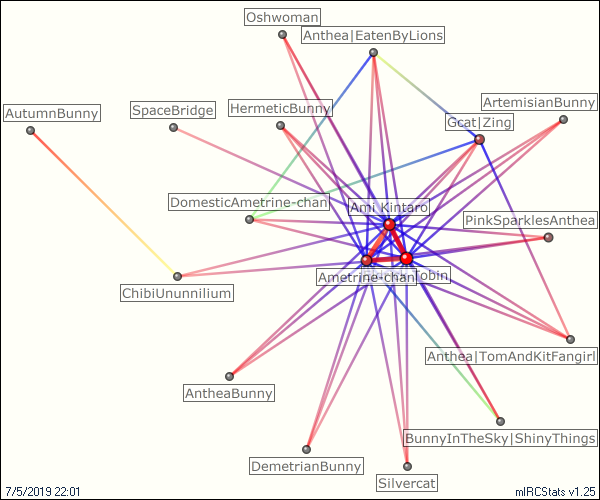 Oshwoman
Anthea|EatenByLions
ArtemisianBunny
AutumnBunny
SpaceBridge
HermeticBunny
Gcat|Zing
DomesticAmetrine-chan
Ami Kintaro
PinkSparklesAnthea
Ametrine-chan
ChibiUnunnilium
Anthea|TomAndKitFangirl
AntheaBunny
BunnyInTheSky|ShinyThings
DemetrianBunny
Silvercat
7/5/2019 22:01
mIRCStats v1.25